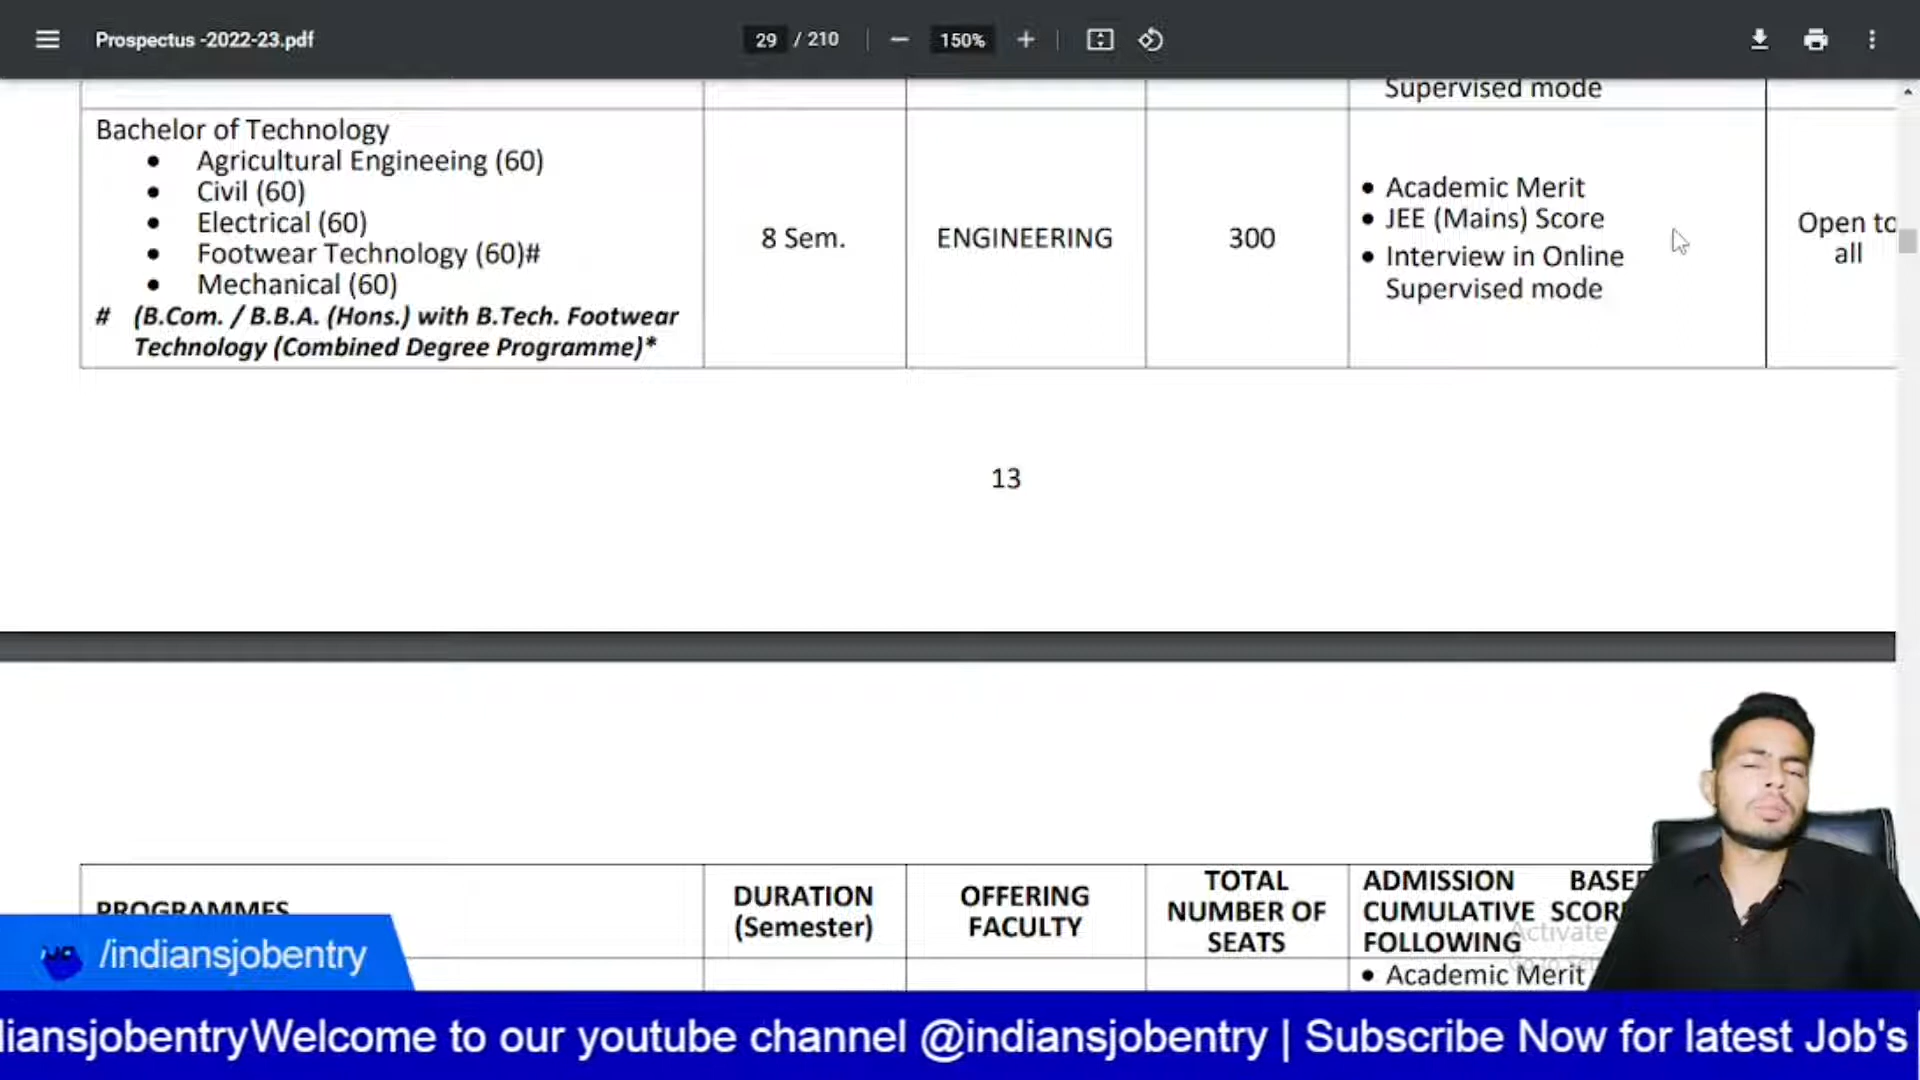 Prospectus -2022-23.pdf
29 / 210
150%
Supervised mode
Bachelor of Technology
• Agricultural Engineeing (60)
• Civil (60)
• Electrical (60)
• Footwear Technology (60)#
• Mechanical (60)
# (B.Com. / B.B.A. (Hons.) with B.Tech. Footwear
Technology (Combined Degree Programme)*
8 Sem.
ENGINEERING
300
• Academic Merit
• JEE (Mains) Score
• Interview in Online
Supervised mode
Open to
all
13
PROGRAMMES
DURATION
(Semester)
OFFERING
FACULTY
TOTAL
NUMBER OF
SEATS
ADMISSION BASE
CUMULATIVE SCOR
FOLLOWING
• Academic Merit
Activate
/indiansjobentry
diansjobentryWelcome to our youtube channel @indiansjobentry | Subscribe Now for latest Job's